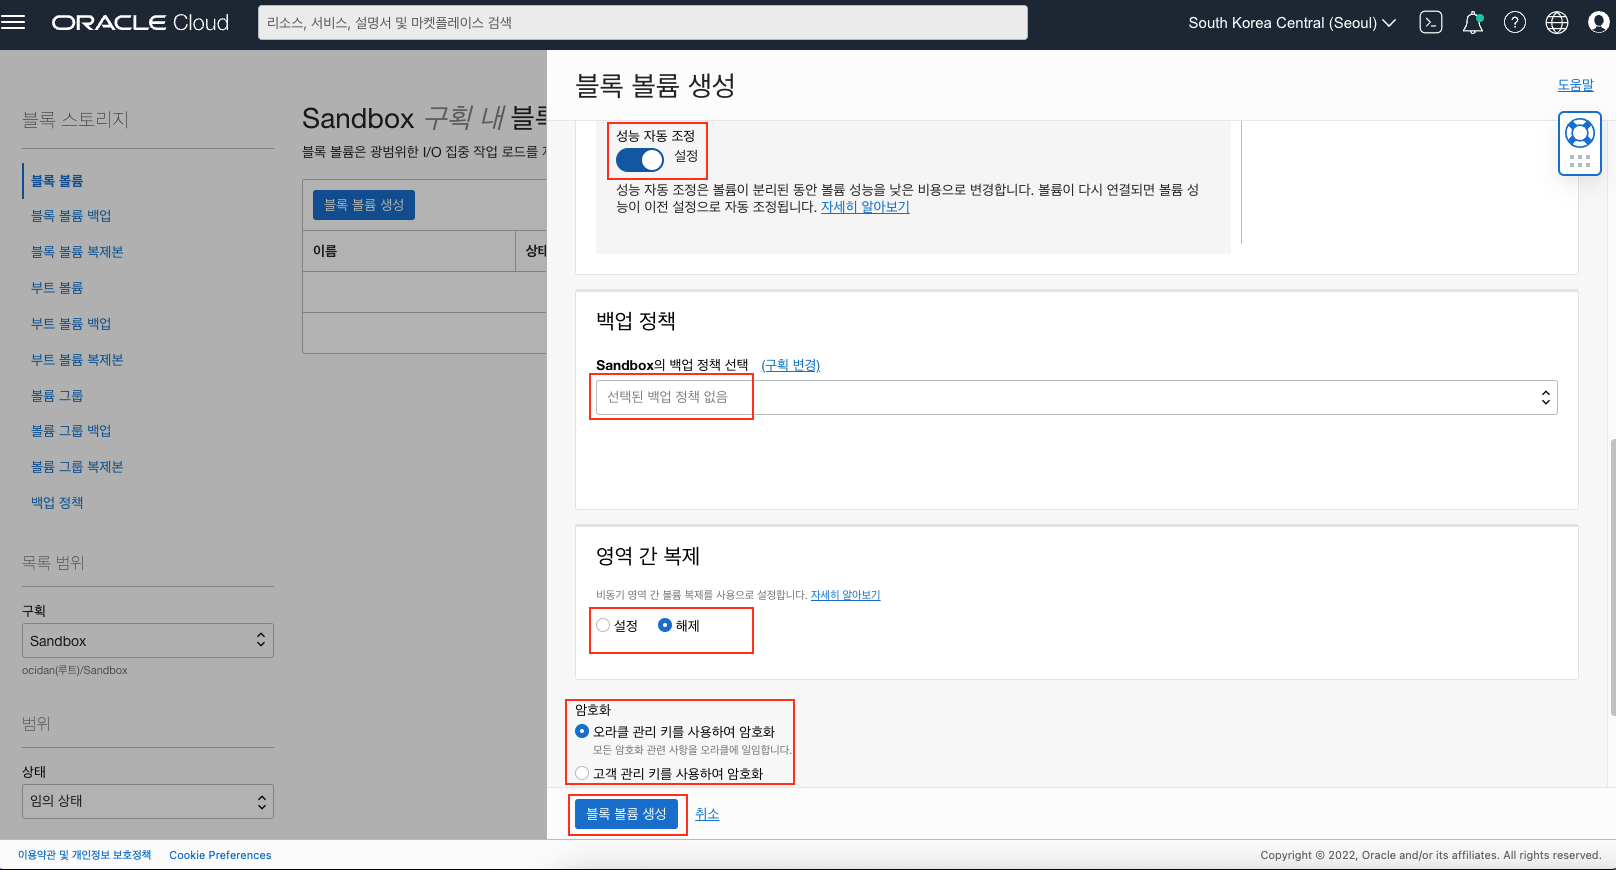 ORACLE Cloud
리소스, 서비스, 설명서 및 마켓플레이스 검색
South Korea Central (Seoul)
블록 스토리지
블록 볼륨
블록 볼륨 백업
블록 볼륨 복제본
부트 볼륨
부트 볼륨 백업
부트 볼륨 복제본
볼륨 그룹
볼륨 그룹 백업
볼륨 그룹 복제본
백업 정책
목록 범위
구획
Sandbox
ocidan(루트)/Sandbox
범위
상태
임의 상태
Sandbox 구획 내 블록
블록 볼륨은 광범위한 I/O 집중 작업 로드를
블록 볼륨 생성
이름
상태
블록 볼륨 생성
도움말
성능 자동 조정
설정
성능 자동 조정은 볼륨이 분리된 동안 볼륨 성능을 낮은 비용으로 변경합니다. 볼륨이 다시 연결되면 볼륨 성
능이 이전 설정으로 자동 조정됩니다. 자세히 알아보기
백업 정책
Sandbox의 백업 정책 선택 (구획 변경)
선택된 백업 정책 없음
영역 간 복제
비동기 영역 간 볼륨 복제를 사용으로 설정합니다. 자세히 알아보기
설정 해제
암호화
오라클 관리 키를 사용하여 암호화
모든 암호화 관련 사항을 오라클에 일임합니다.
고객 관리 키를 사용하여 암호화
블록 볼륨 생성 취소
이용약관 및 개인정보 보호정책 Cookie Preferences
Copyright © 2022, Oracle and/or its affiliates. All rights reserved.